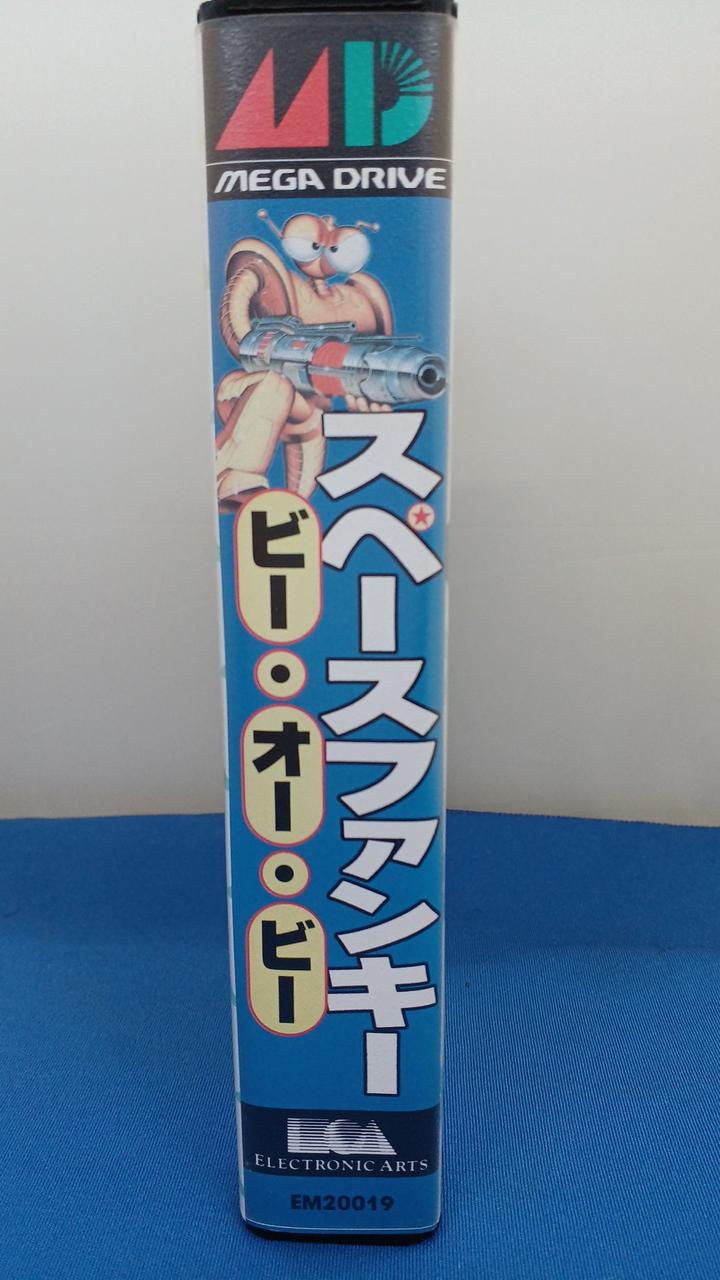 MD
MEGA DRIVE
スペースファンキー
ビー・オー・ビー
EA
ELECTRONIC ARTS
EM20019